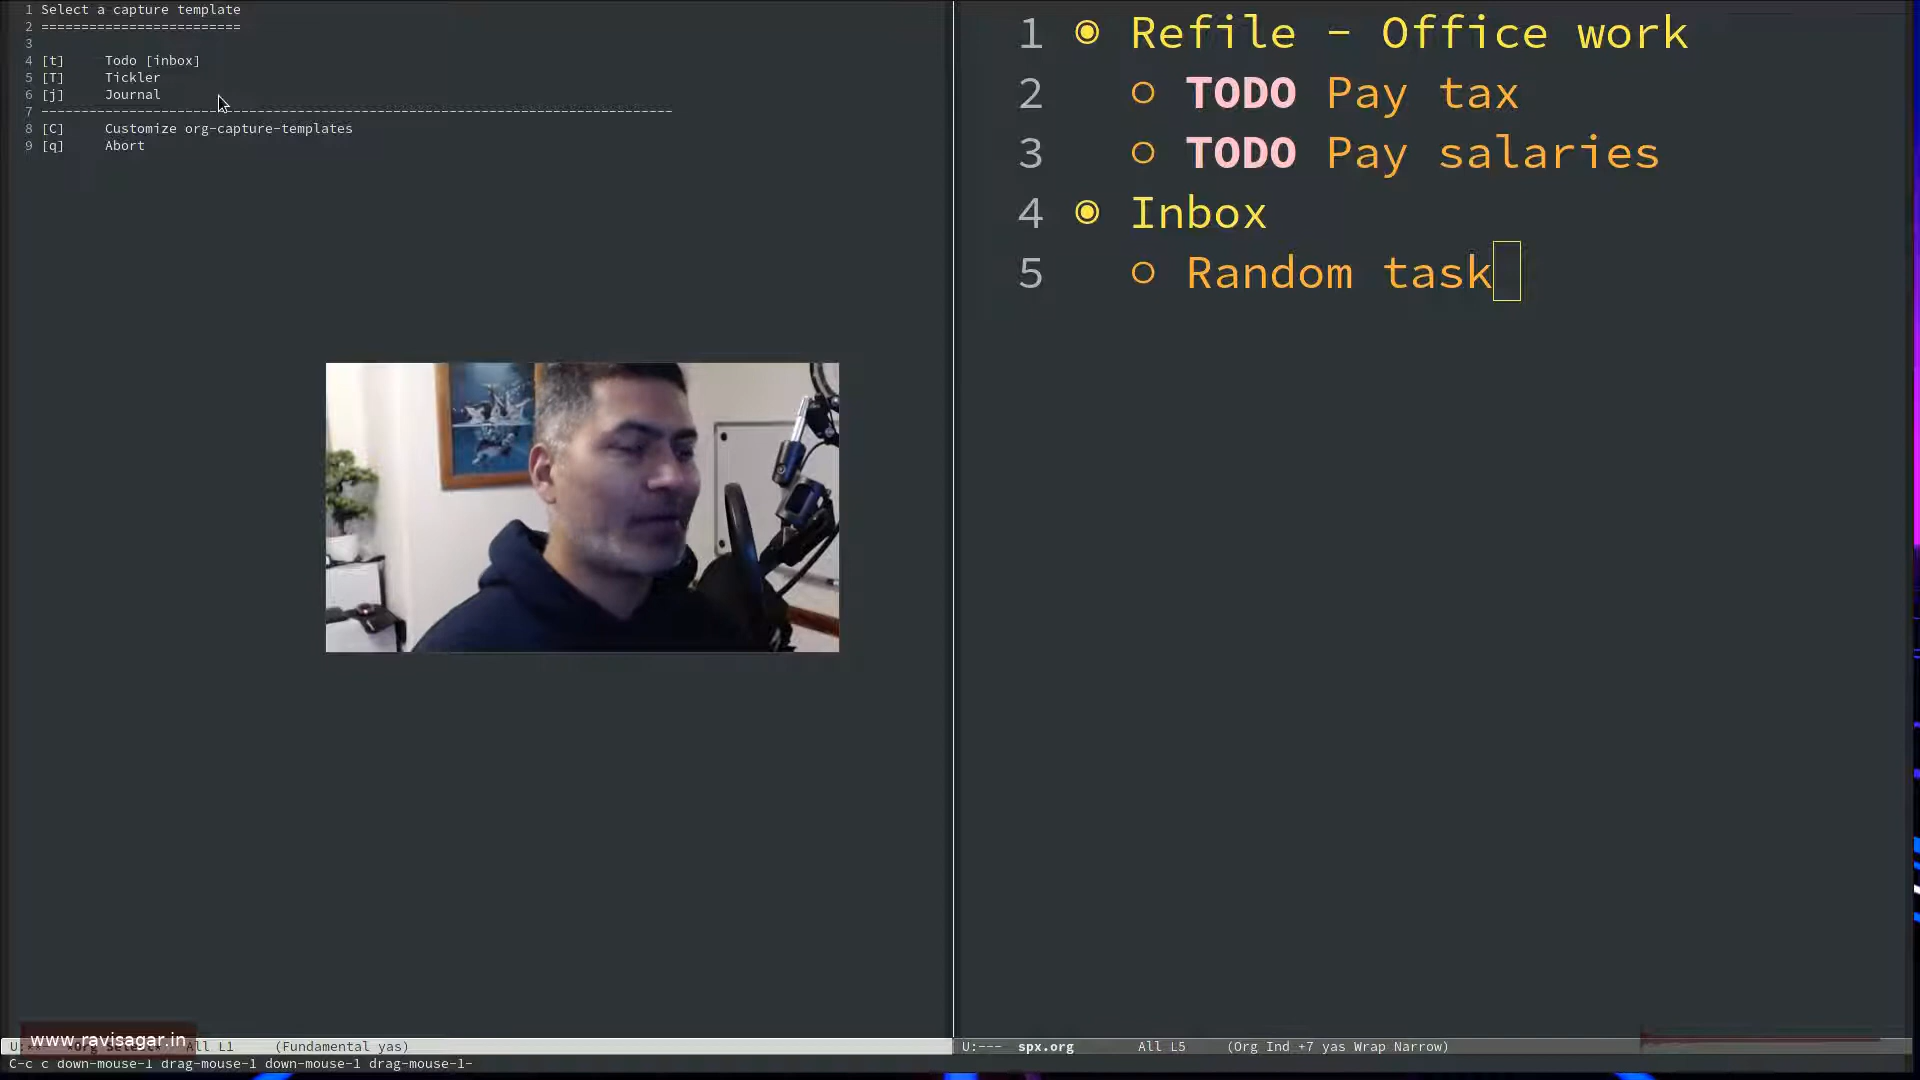 1 Select a capture template
2 =========================
3
4 [t] Todo [inbox]
5 [T] Tickler
6 [j] Journal
7 -------------------------------------------------------------------------------
8 [C] Customize org-capture-templates
9 [q] Abort
1 ◉ Refile - Office work
2 ○ TODO Pay tax
3 ○ TODO Pay salaries
4 ◉ Inbox
5 ○ Random task
www.ravisagar.in
All L1 (Fundamental yas)
U:--- spx.org All L5 (Org Ind +7 yas Wrap Narrow)
C-c c down-mouse-1 drag-mouse-1 down-mouse-1 drag-mouse-1-